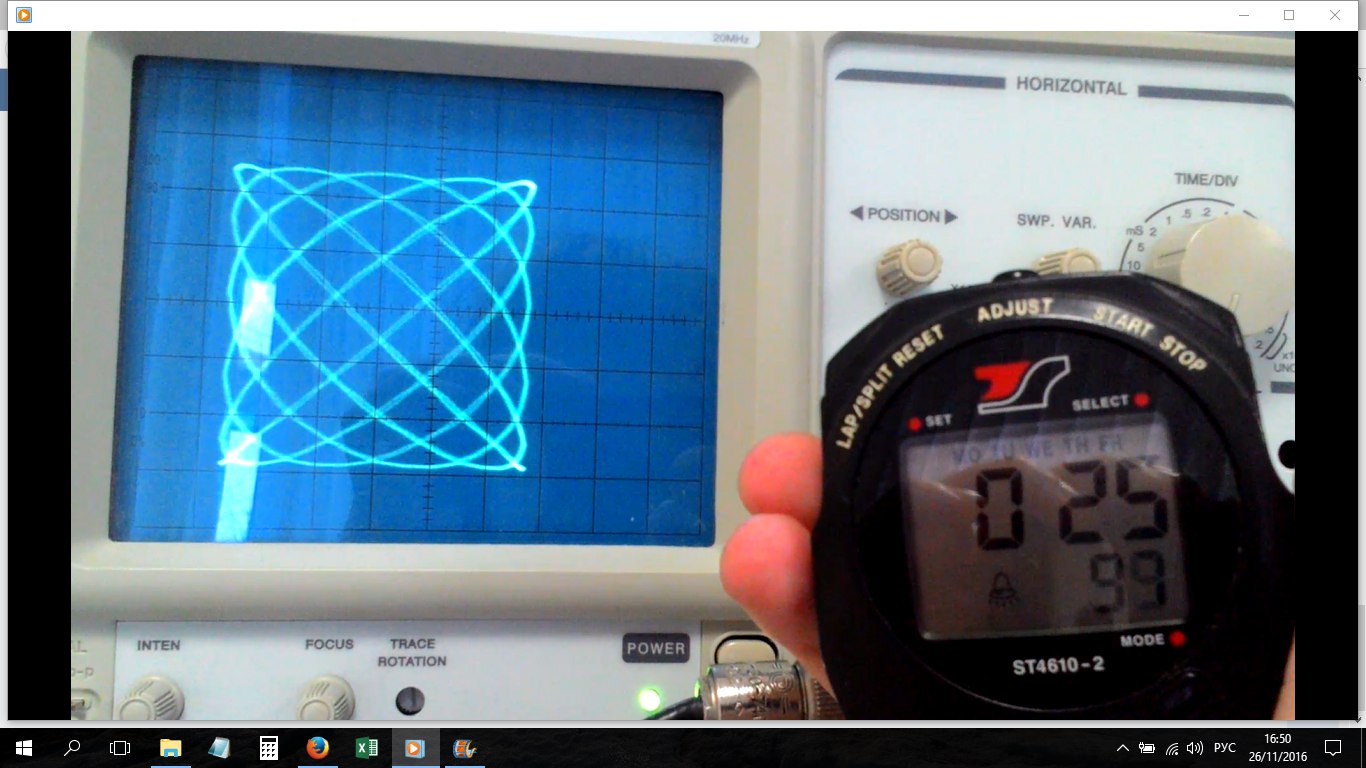 20MHz
HORIZONTAL
TIME/DIV
◀ POSITION ▶
SWP. VAR.
mS 2 1 .5 .2
5
10
.2
LAP/SPLIT RESET
ADJUST
START STOP
SET
SELECT
VO TU WE TH FR
0 25
99
MODE
ST4610-2
INTEN
FOCUS
TRACE
ROTATION
POWER
РУС
16:50
26/11/2016